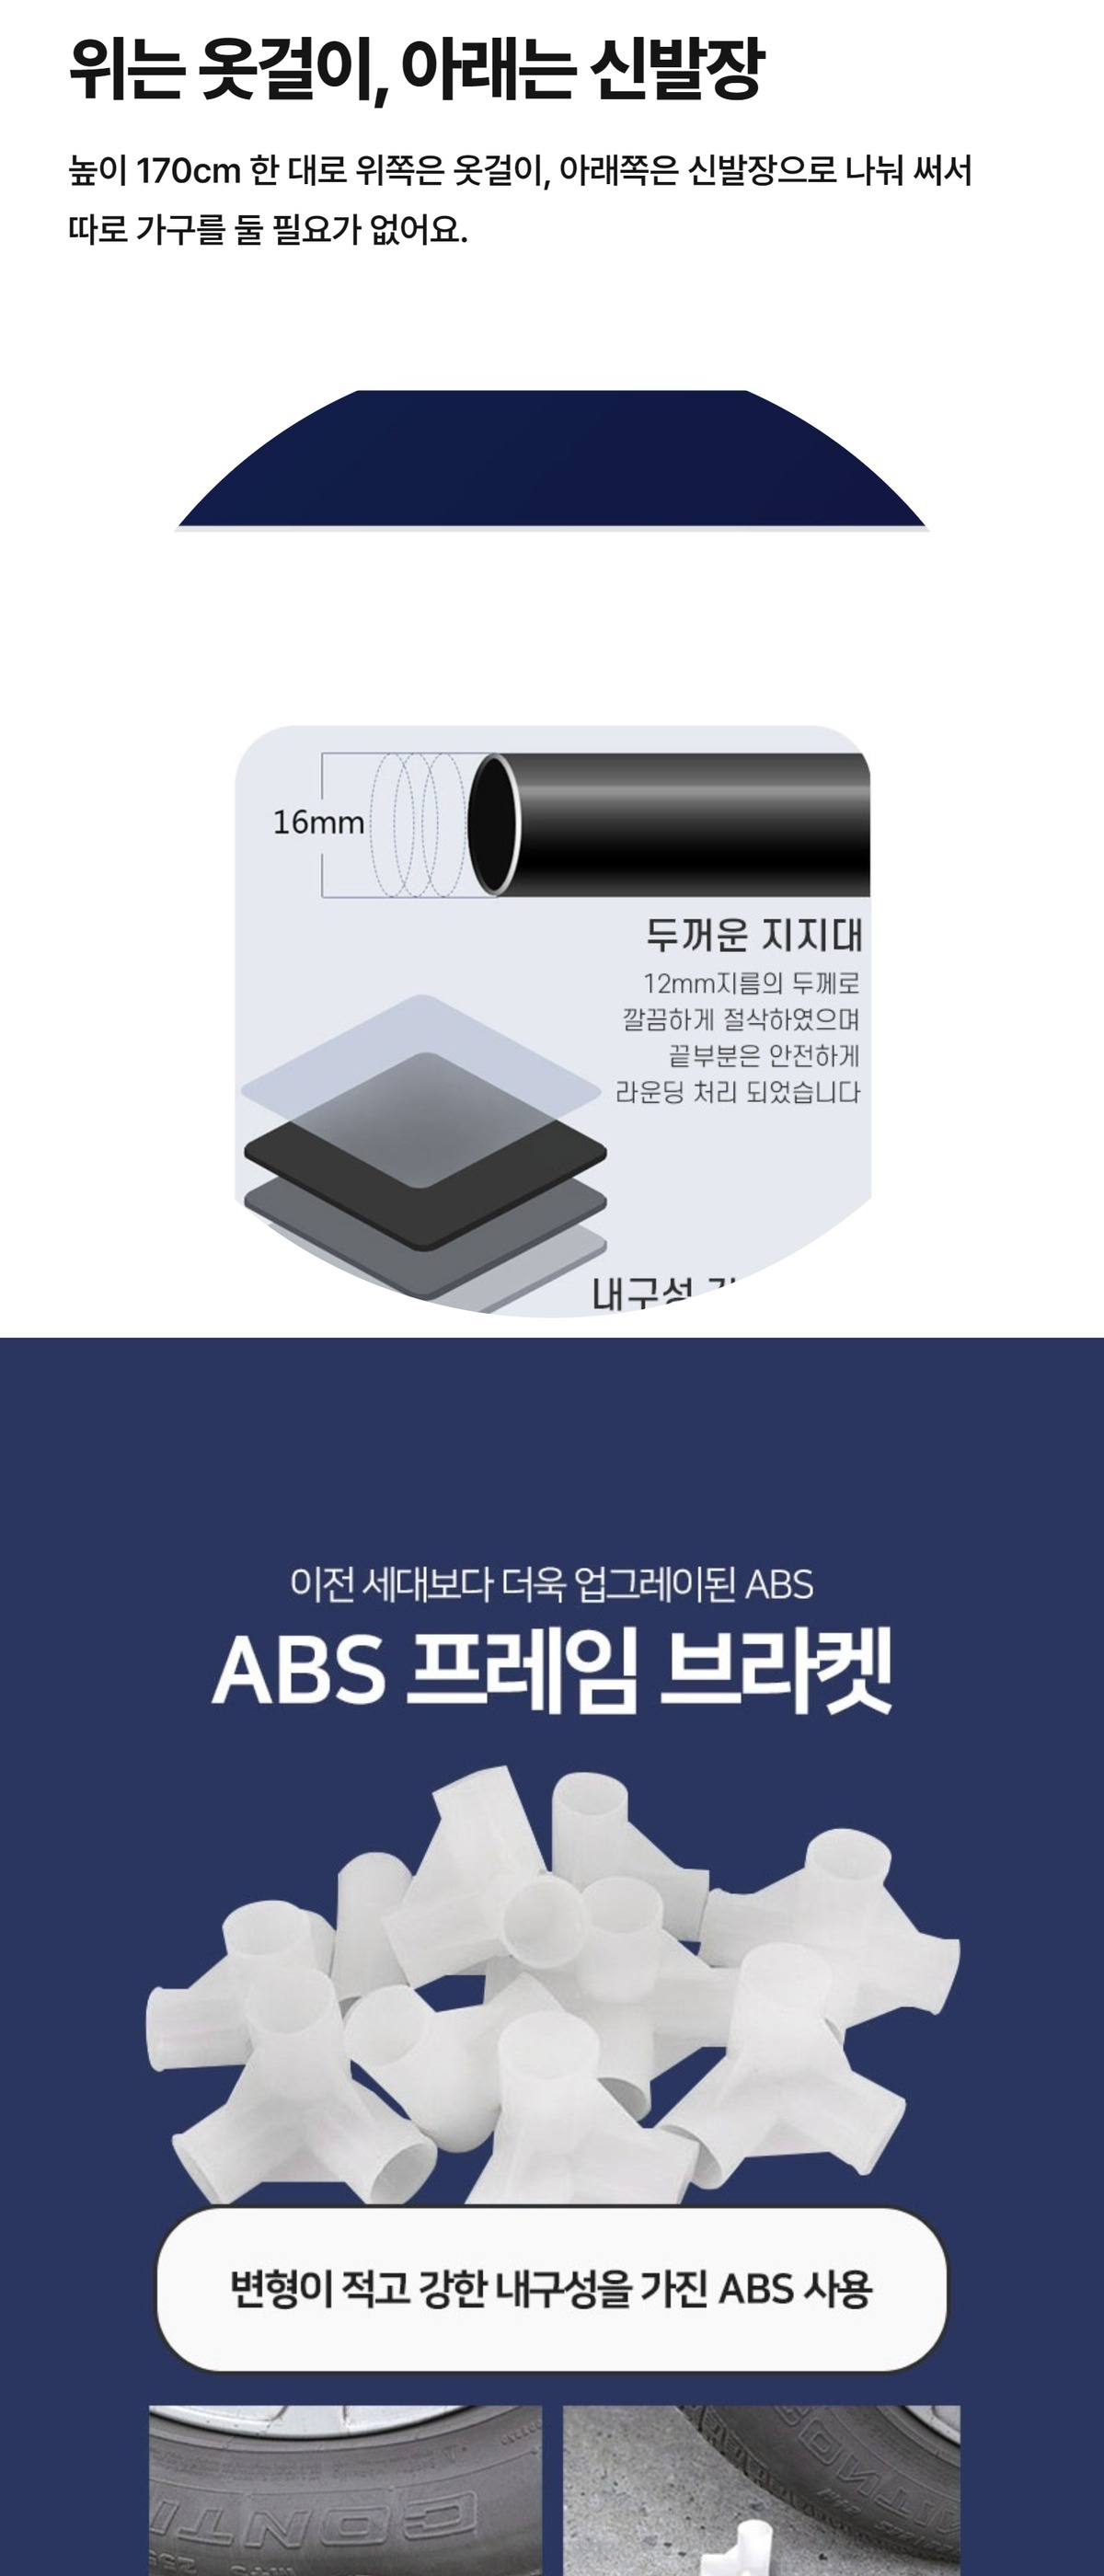 위는 옷걸이, 아래는 신발장
높이 170cm 한 대로 위쪽은 옷걸이, 아래쪽은 신발장으로 나눠 써서
따로 가구를 둘 필요가 없어요.
16mm
두꺼운 지지대
12mm지름의 두께로
깔끔하게 절삭하였으며
끝부분은 안전하게
라운딩 처리 되었습니다
내구성
이전 세대보다 더욱 업그레이된 ABS
ABS 프레임 브라켓
변형이 적고 강한 내구성을 가진 ABS 사용
CONTI